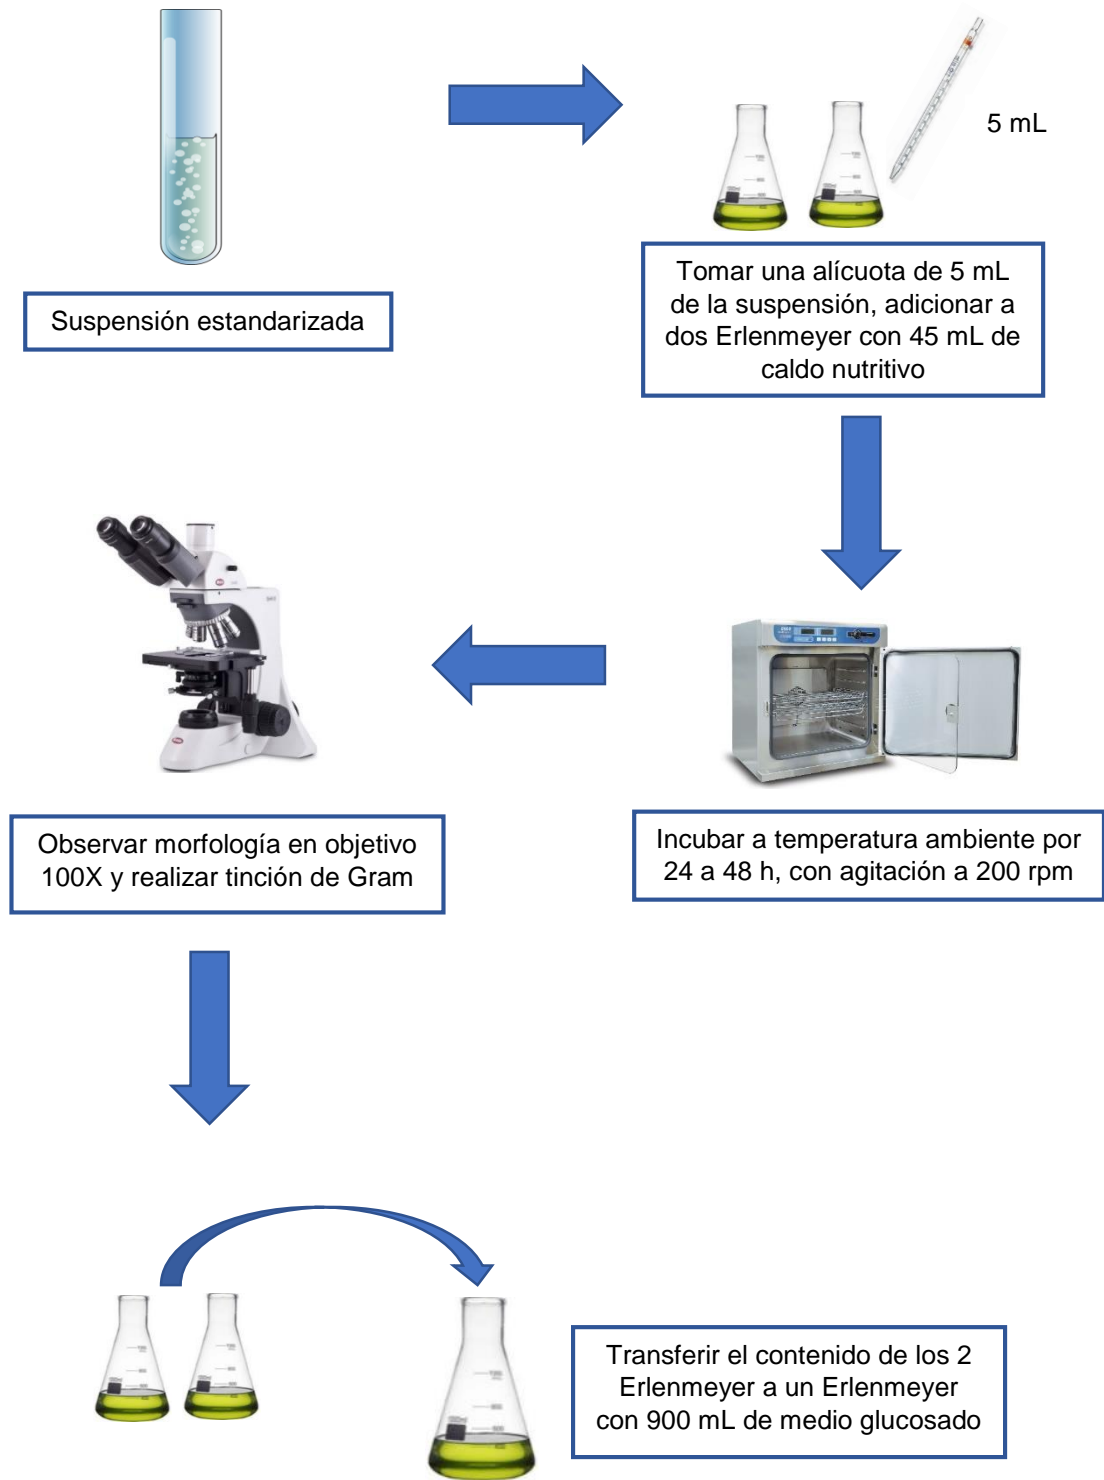 5 mL
Tomar una alícuota de 5 mL
de la suspensión, adicionar a
dos Erlenmeyer con 45 mL de
caldo nutritivo
Suspensión estandarizada
Observar morfología en objetivo
100X y realizar tinción de Gram
Incubar a temperatura ambiente por
24 a 48 h, con agitación a 200 rpm
Transferir el contenido de los 2
Erlenmeyer a un Erlenmeyer
con 900 mL de medio glucosado